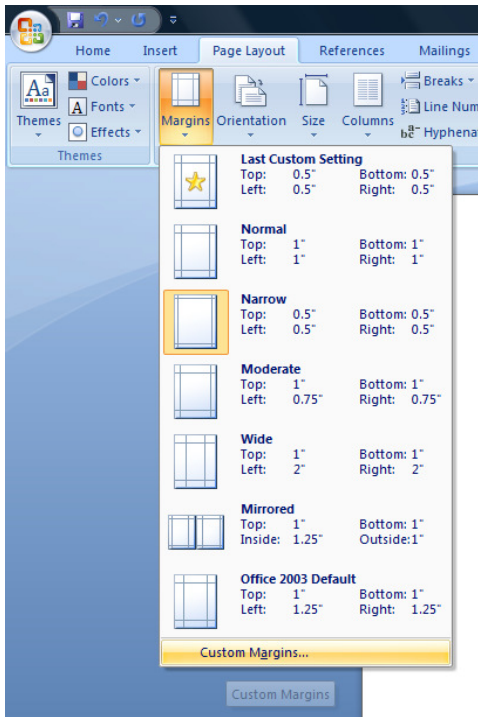 Home Insert Page Layout References Mailings
Aa Colors Margins Orientation Size Columns Breaks
A Fonts Line Num
Themes Effects bc Hyphena
Themes
Last Custom Setting
Top: 0.5" Bottom: 0.5"
Left: 0.5" Right: 0.5"
Normal
Top: 1" Bottom: 1"
Left: 1" Right: 1"
Narrow
Top: 0.5" Bottom: 0.5"
Left: 0.5" Right: 0.5"
Moderate
Top: 1" Bottom: 1"
Left: 0.75" Right: 0.75"
Wide
Top: 1" Bottom: 1"
Left: 2" Right: 2"
Mirrored
Top: 1" Bottom: 1"
Inside: 1.25" Outside:1"
Office 2003 Default
Top: 1" Bottom: 1"
Left: 1.25" Right: 1.25"
Custom Margins...
Custom Margins